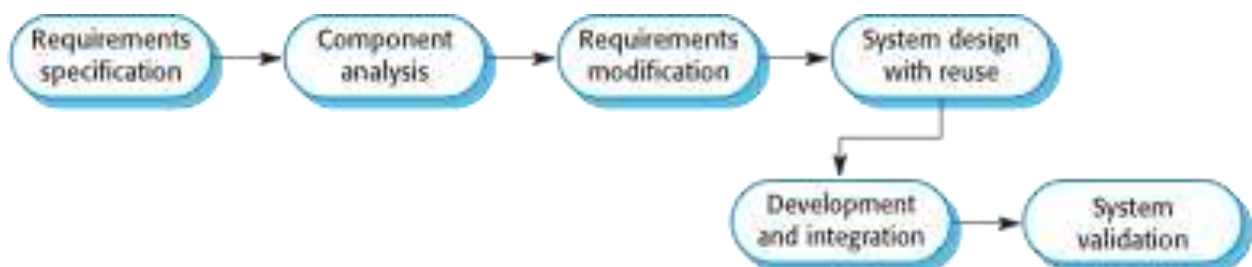 Requirements
specification
Component
analysis
Requirements
modification
System design
with reuse
Development
and integration
System
validation